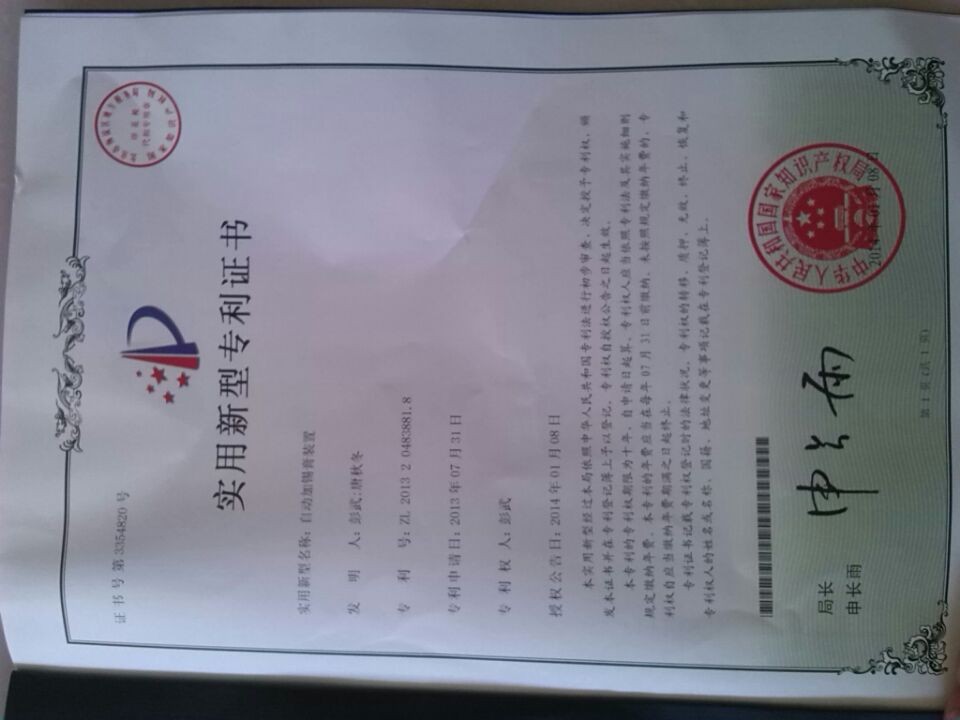 证书号第3354820号
实用新型专利证书
实用新型名称：自动加锡膏装置
发 明 人：彭武;唐秋冬
专 利 号：ZL 2013 2 0483881.8
专利申请日：2013年07月31日
专 利 权 人：彭武
授权公告日：2014年01月08日
本实用新型经过本局依照中华人民共和国专利法进行初步审查，决定授予专利权，颁
发本证书并在专利登记簿上予以登记。专利权自授权公告之日起生效。
本专利的专利权期限为十年，自申请日起算。专利权人应当依照专利法及其实施细则
规定缴纳年费。本专利的年费应当在每年07月31日前缴纳。未按照规定缴纳年费的，专
利权自应当缴纳年费期满之日起终止。
专利证书记载专利权登记时的法律状况。专利权的转移、质押、无效、终止、恢复和
专利权人的姓名或名称、国籍、地址变更等事项记载在专利登记簿上。
局长
申长雨
申长雨
中华人民共和国国家知识产权局
2014年01月08日
第 1 页 (共 1 页)